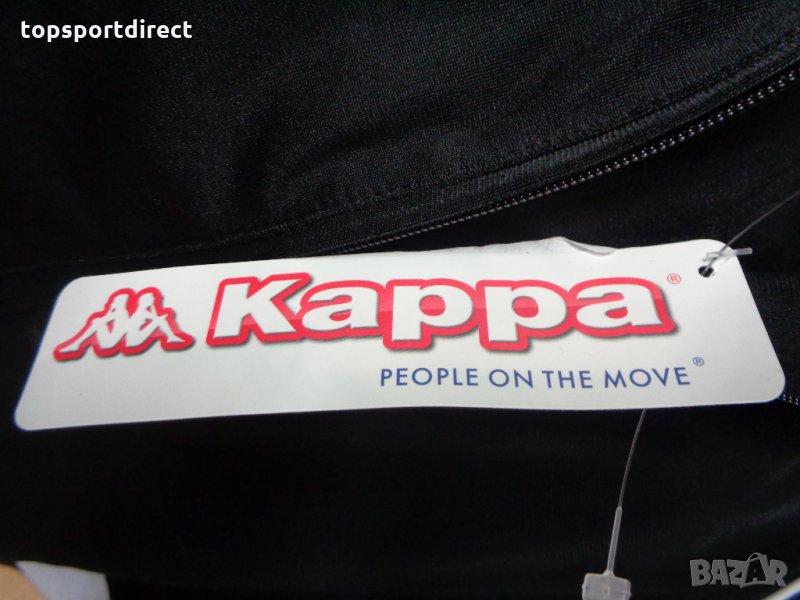 topsportdirect
Kappa®
PEOPLE ON THE MOVE®
BAZAR